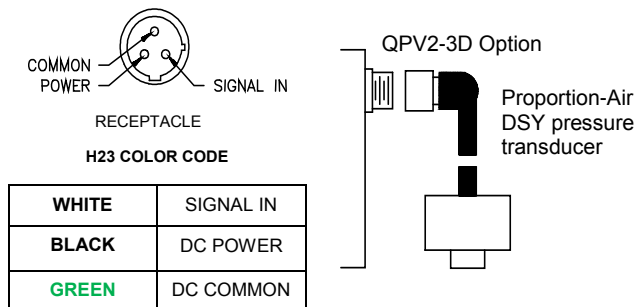 COMMON
POWER
SIGNAL IN
RECEPTACLE
H23 COLOR CODE
WHITE SIGNAL IN
BLACK DC POWER
GREEN DC COMMON
QPV2-3D Option
Proportion-Air
DSY pressure
transducer